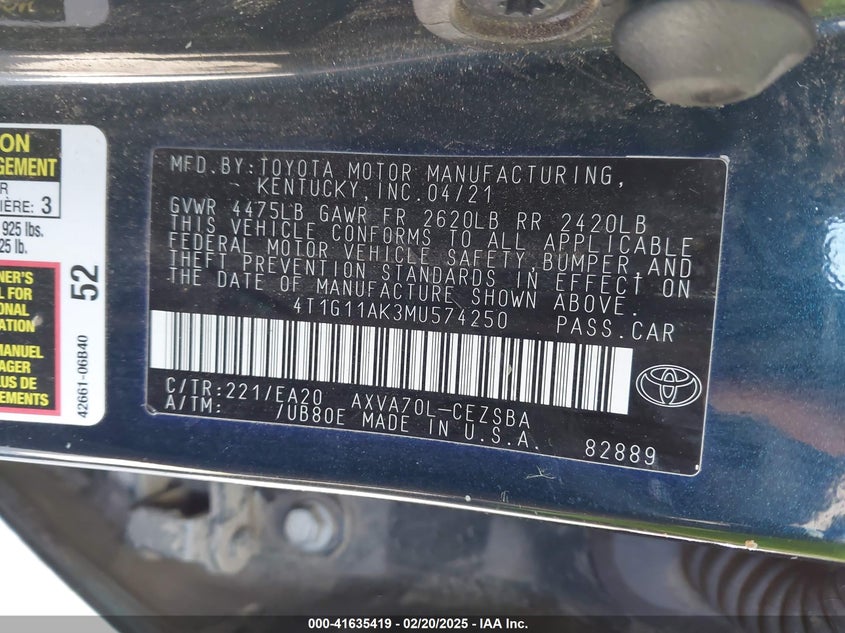 MFD. BY: TOYOTA MOTOR MANUFACTURING,
KENTUCKY, INC. 04/21
GVWR 4475LB GAWR FR 2620LB RR 2420LB
THIS VEHICLE CONFORMS TO ALL APPLICABLE
FEDERAL MOTOR VEHICLE SAFETY, BUMPER, AND
THEFT PREVENTION STANDARDS IN EFFECT ON
THE DATE OF MANUFACTURE SHOWN ABOVE.
4T1G11AK3MU574250 PASS. CAR
C/TR: 221/EA20 AXVA70L-CEZSBA
A/TM: /UB80E MADE IN U.S.A.
82889
ON
GEMENT
R
IÈRE: 3
925 lbs.
25 lb.
52
NER'S
L FOR
IONAL
ATION
MANUEL
AGER
LUS DE
EMENTS
42661-06B40
000-41635419 - 02/20/2025 - IAA Inc.